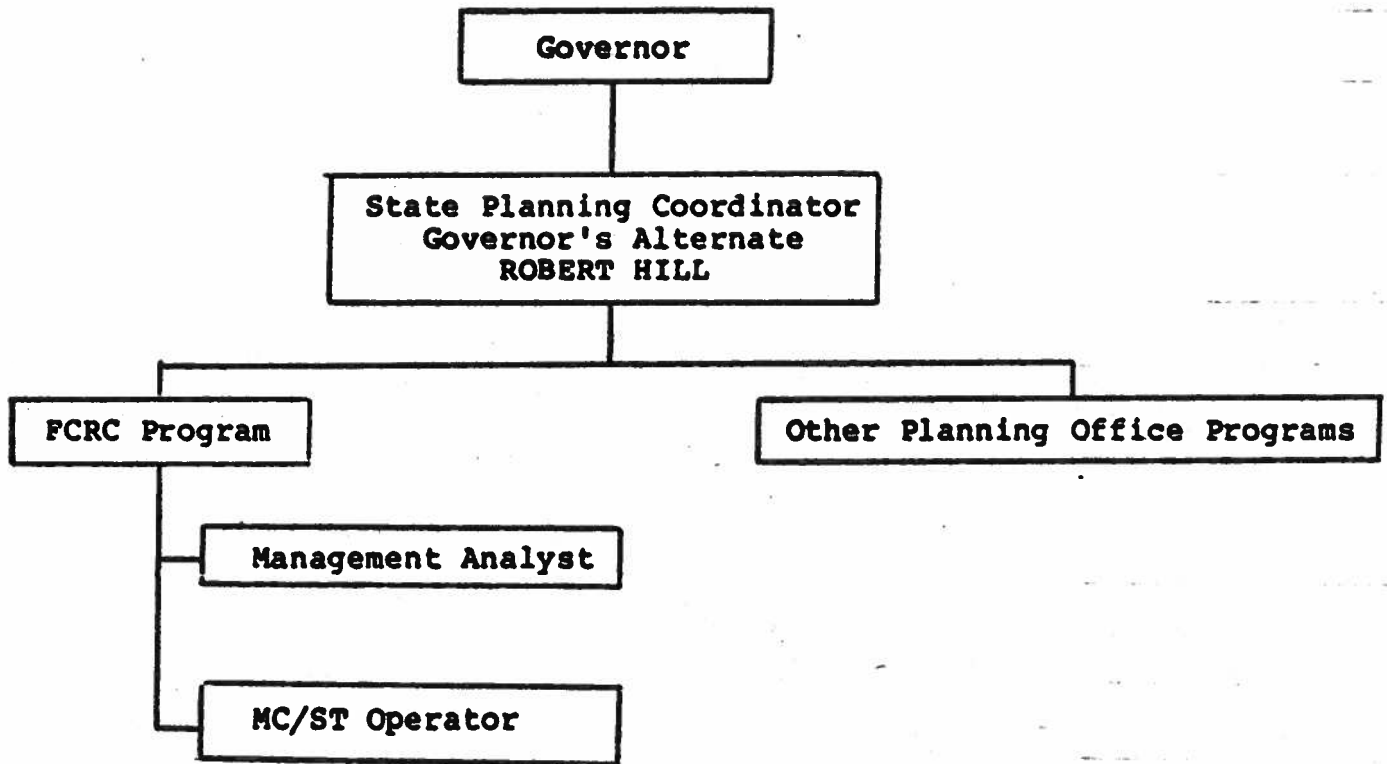 Governor
State Planning Coordinator
Governor's Alternate
ROBERT HILL
FCRC Program
Other Planning Office Programs
Management Analyst
MC/ST Operator